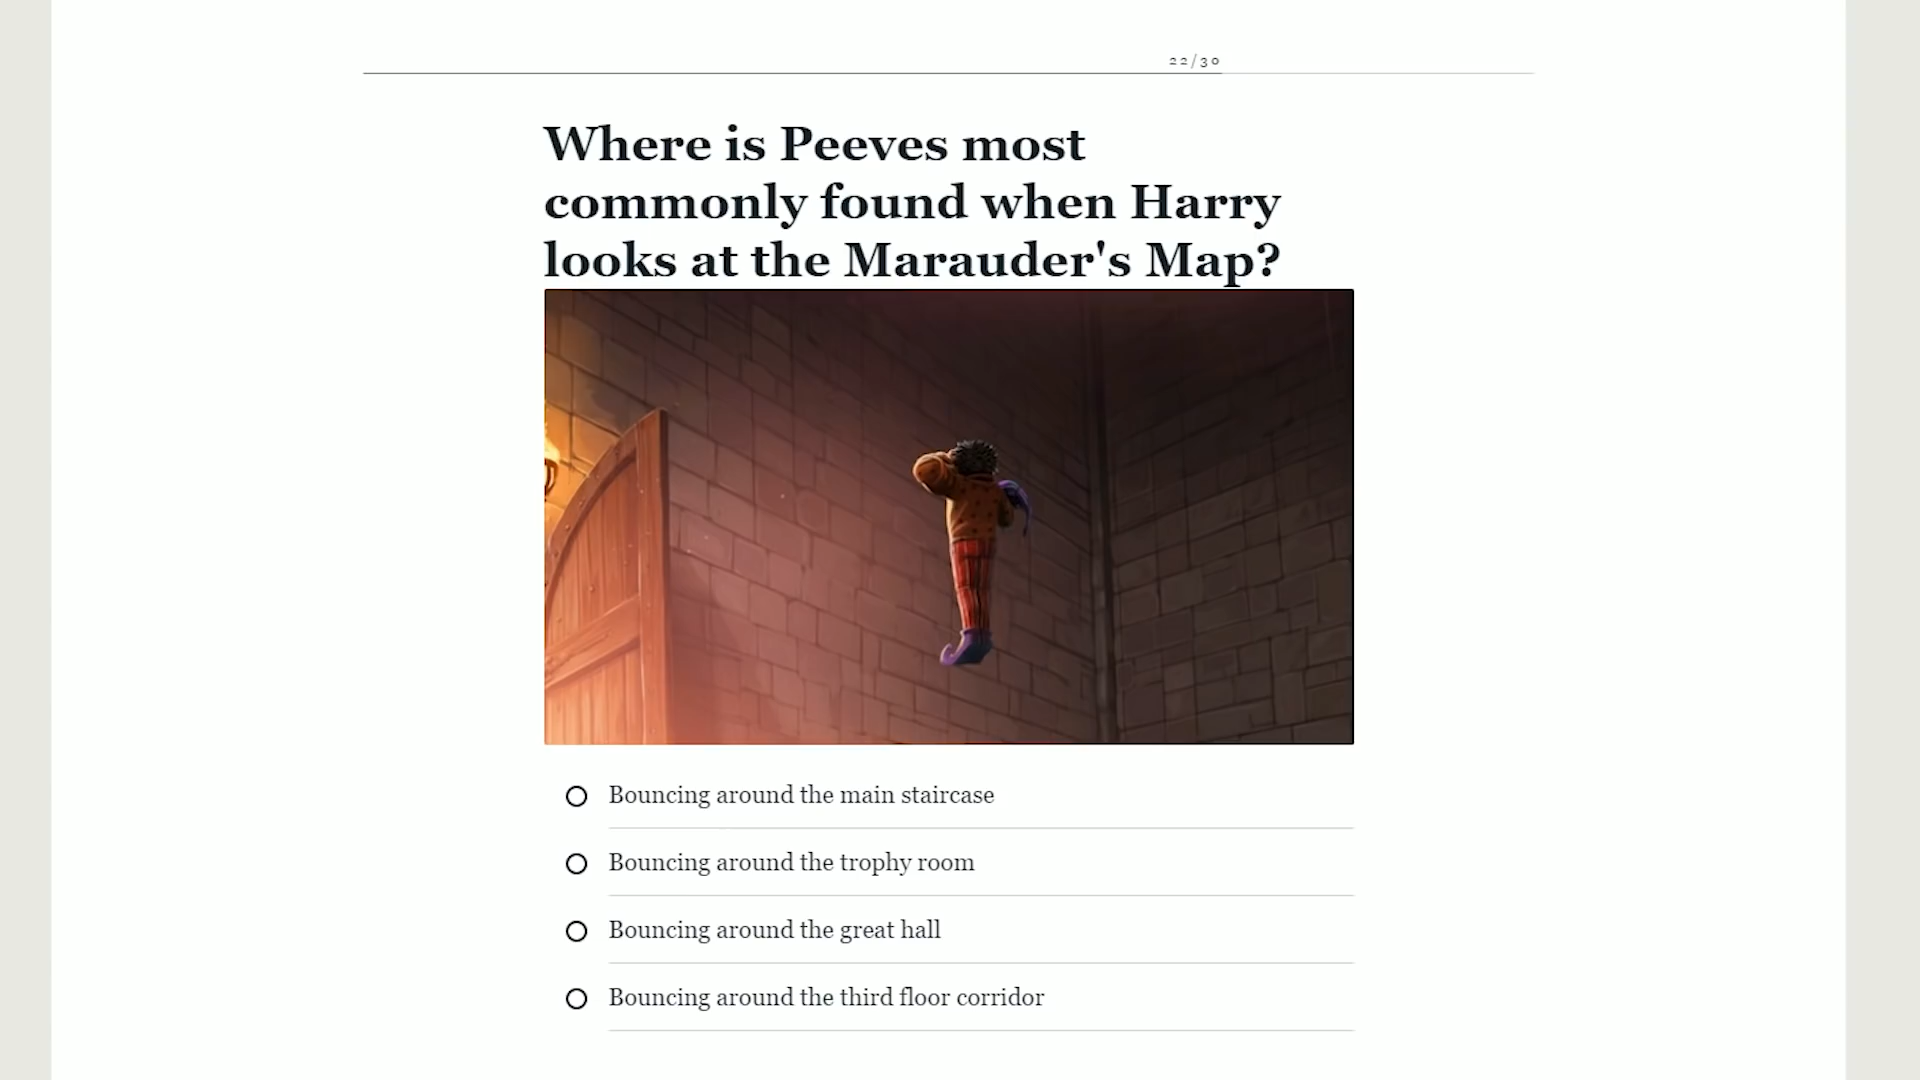 22/30
Where is Peeves most
commonly found when Harry
looks at the Marauder's Map?
Bouncing around the main staircase
Bouncing around the trophy room
Bouncing around the great hall
Bouncing around the third floor corridor